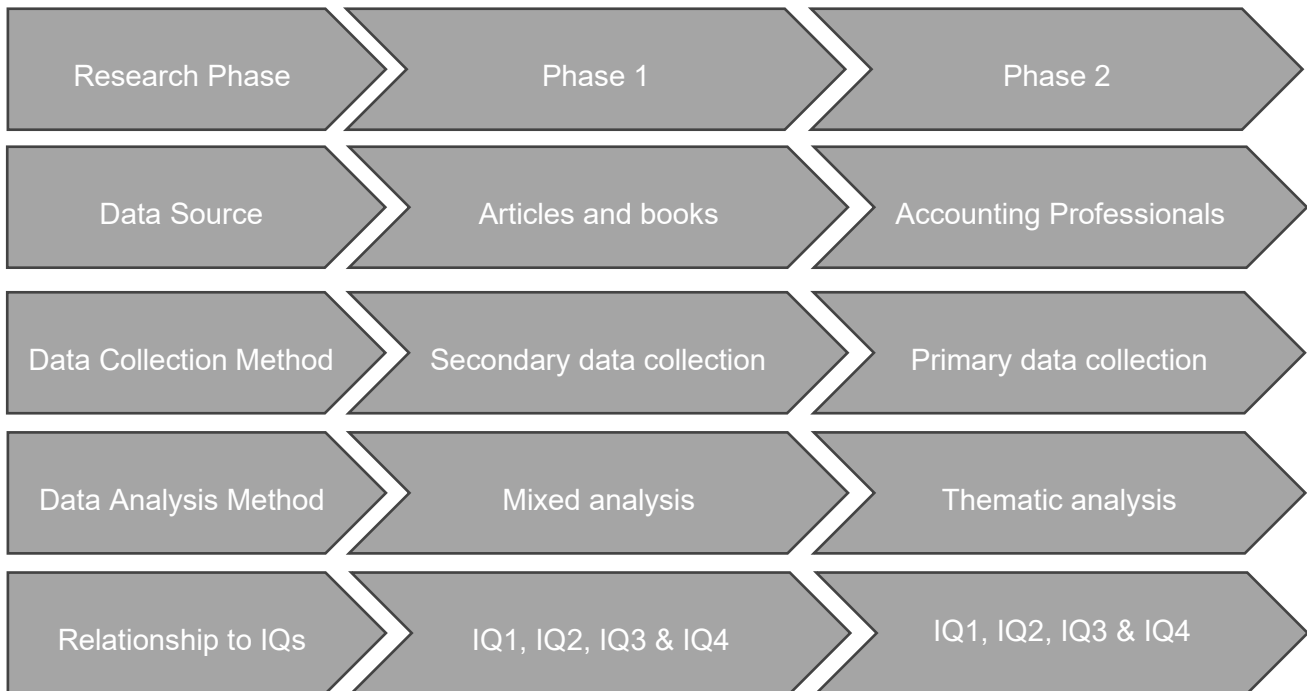 Research Phase
Phase 1
Phase 2
Data Source
Articles and books
Accounting Professionals
Data Collection Method
Secondary data collection
Primary data collection
Data Analysis Method
Mixed analysis
Thematic analysis
Relationship to IQs
IQ1, IQ2, IQ3 & IQ4
IQ1, IQ2, IQ3 & IQ4